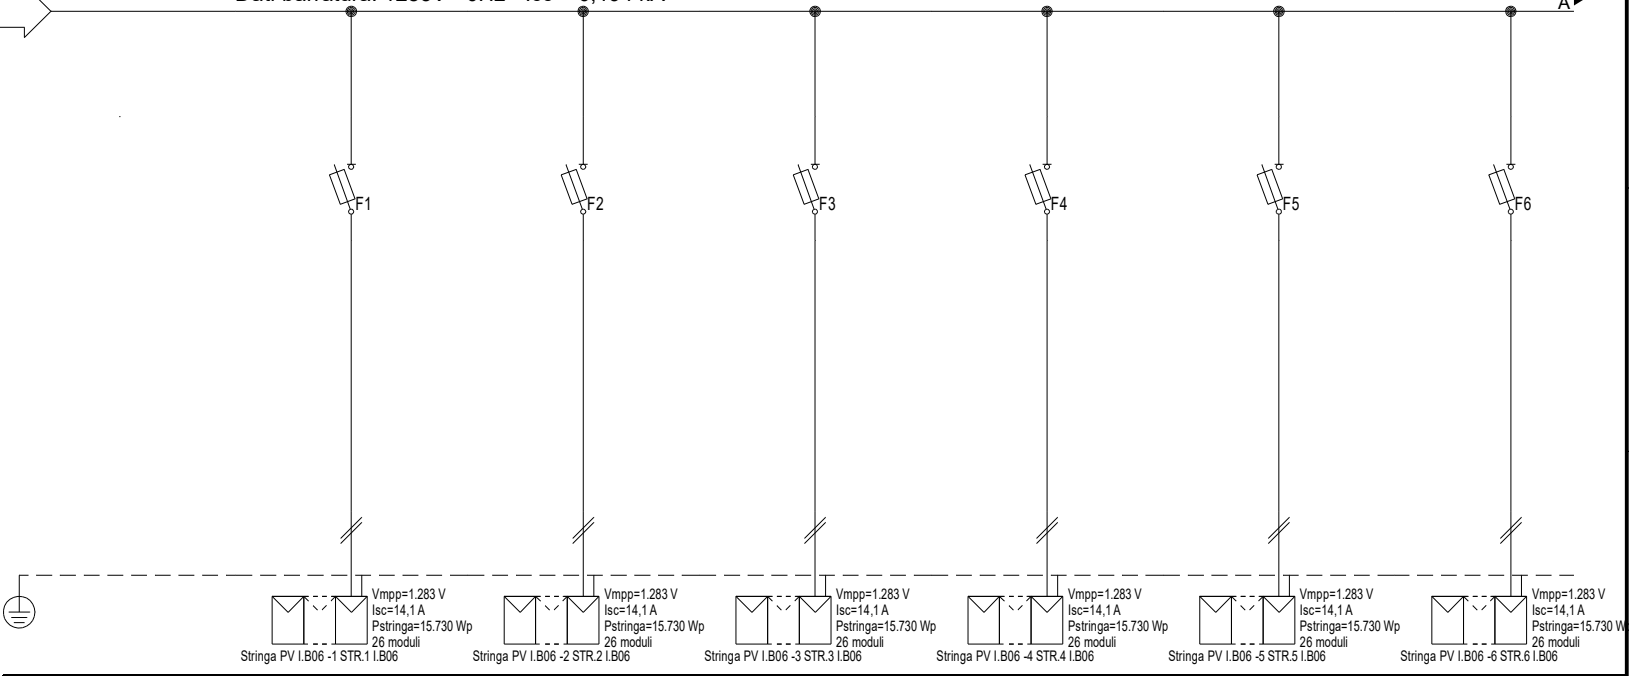 A
F1
F2
F3
F4
F5
F6
Vmpp=1.283 V
Isc=14,1 A
Pstringa=15.730 Wp
26 moduli
Stringa PV I.B06 -1 STR.1 I.B06
Vmpp=1.283 V
Isc=14,1 A
Pstringa=15.730 Wp
26 moduli
Stringa PV I.B06 -2 STR.2 I.B06
Vmpp=1.283 V
Isc=14,1 A
Pstringa=15.730 Wp
26 moduli
Stringa PV I.B06 -3 STR.3 I.B06
Vmpp=1.283 V
Isc=14,1 A
Pstringa=15.730 Wp
26 moduli
Stringa PV I.B06 -4 STR.4 I.B06
Vmpp=1.283 V
Isc=14,1 A
Pstringa=15.730 Wp
26 moduli
Stringa PV I.B06 -5 STR.5 I.B06
Vmpp=1.283 V
Isc=14,1 A
Pstringa=15.730 W
26 moduli
Stringa PV I.B06 -6 STR.6 I.B06